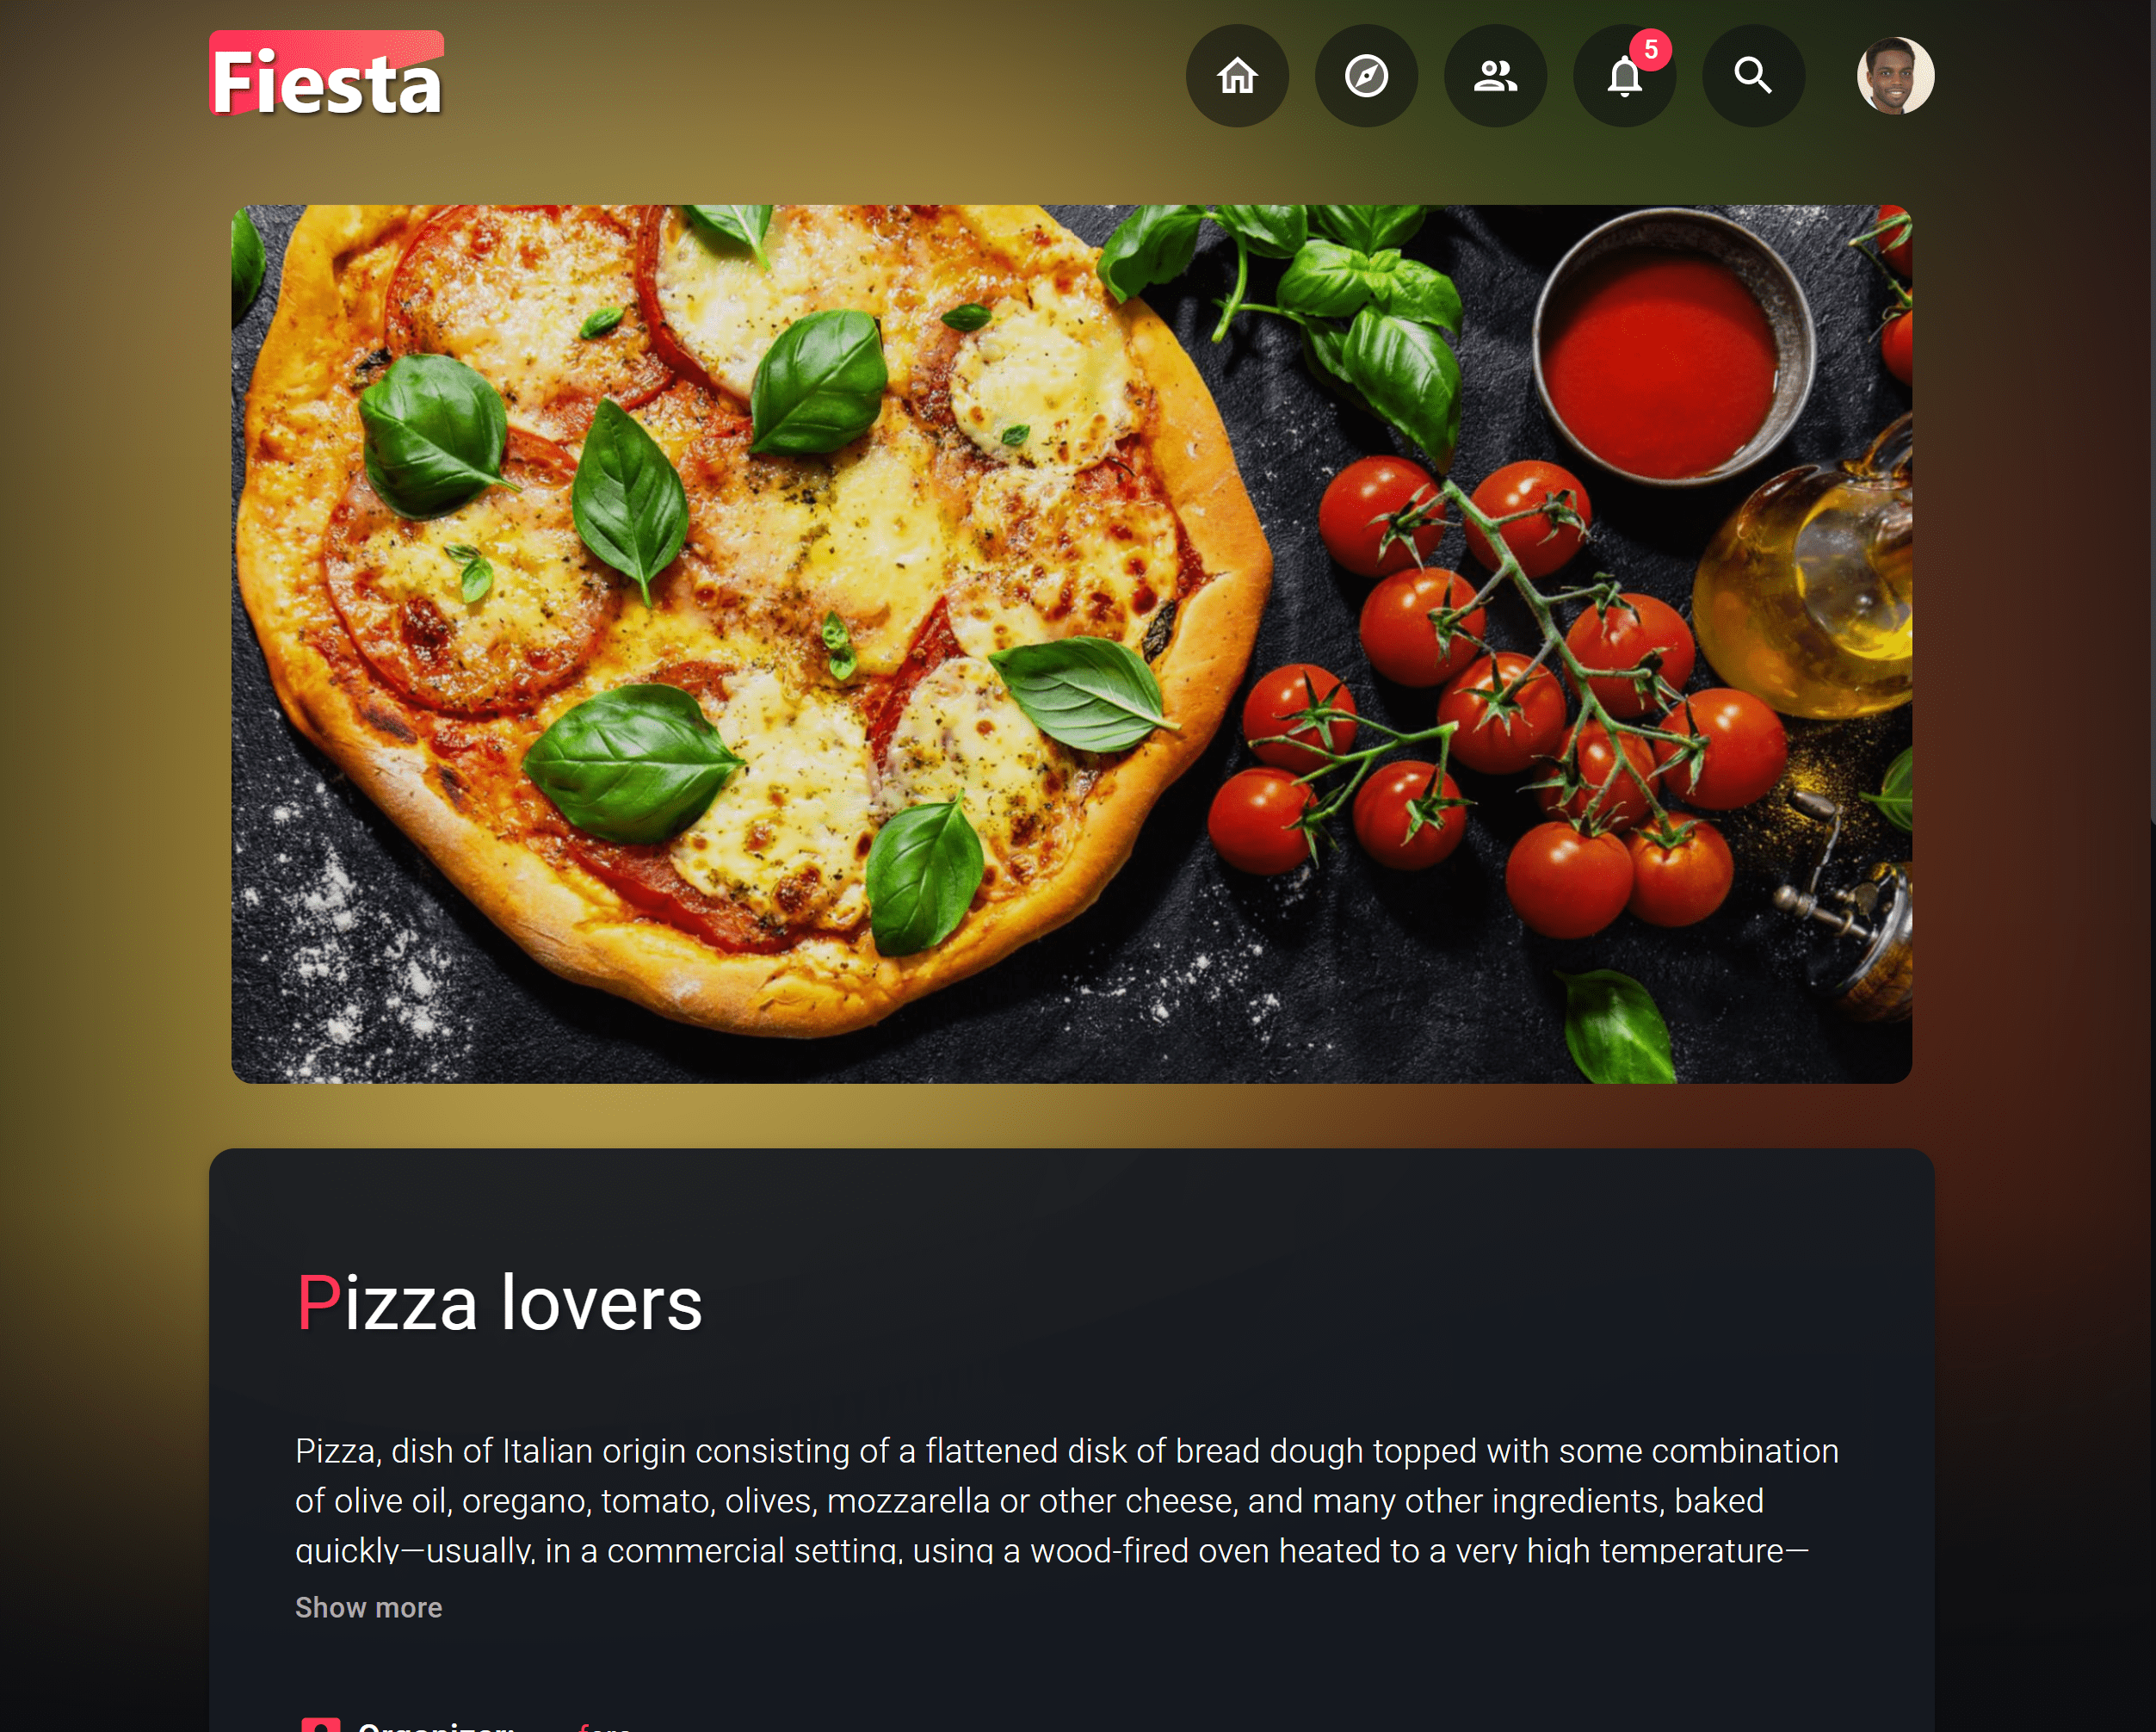 Fiesta
5
Pizza lovers
Pizza, dish of Italian origin consisting of a flattened disk of bread dough topped with some combination
of olive oil, oregano, tomato, olives, mozzarella or other cheese, and many other ingredients, baked
quickly—usually, in a commercial setting, using a wood-fired oven heated to a very high temperature—
Show more
Organizer: